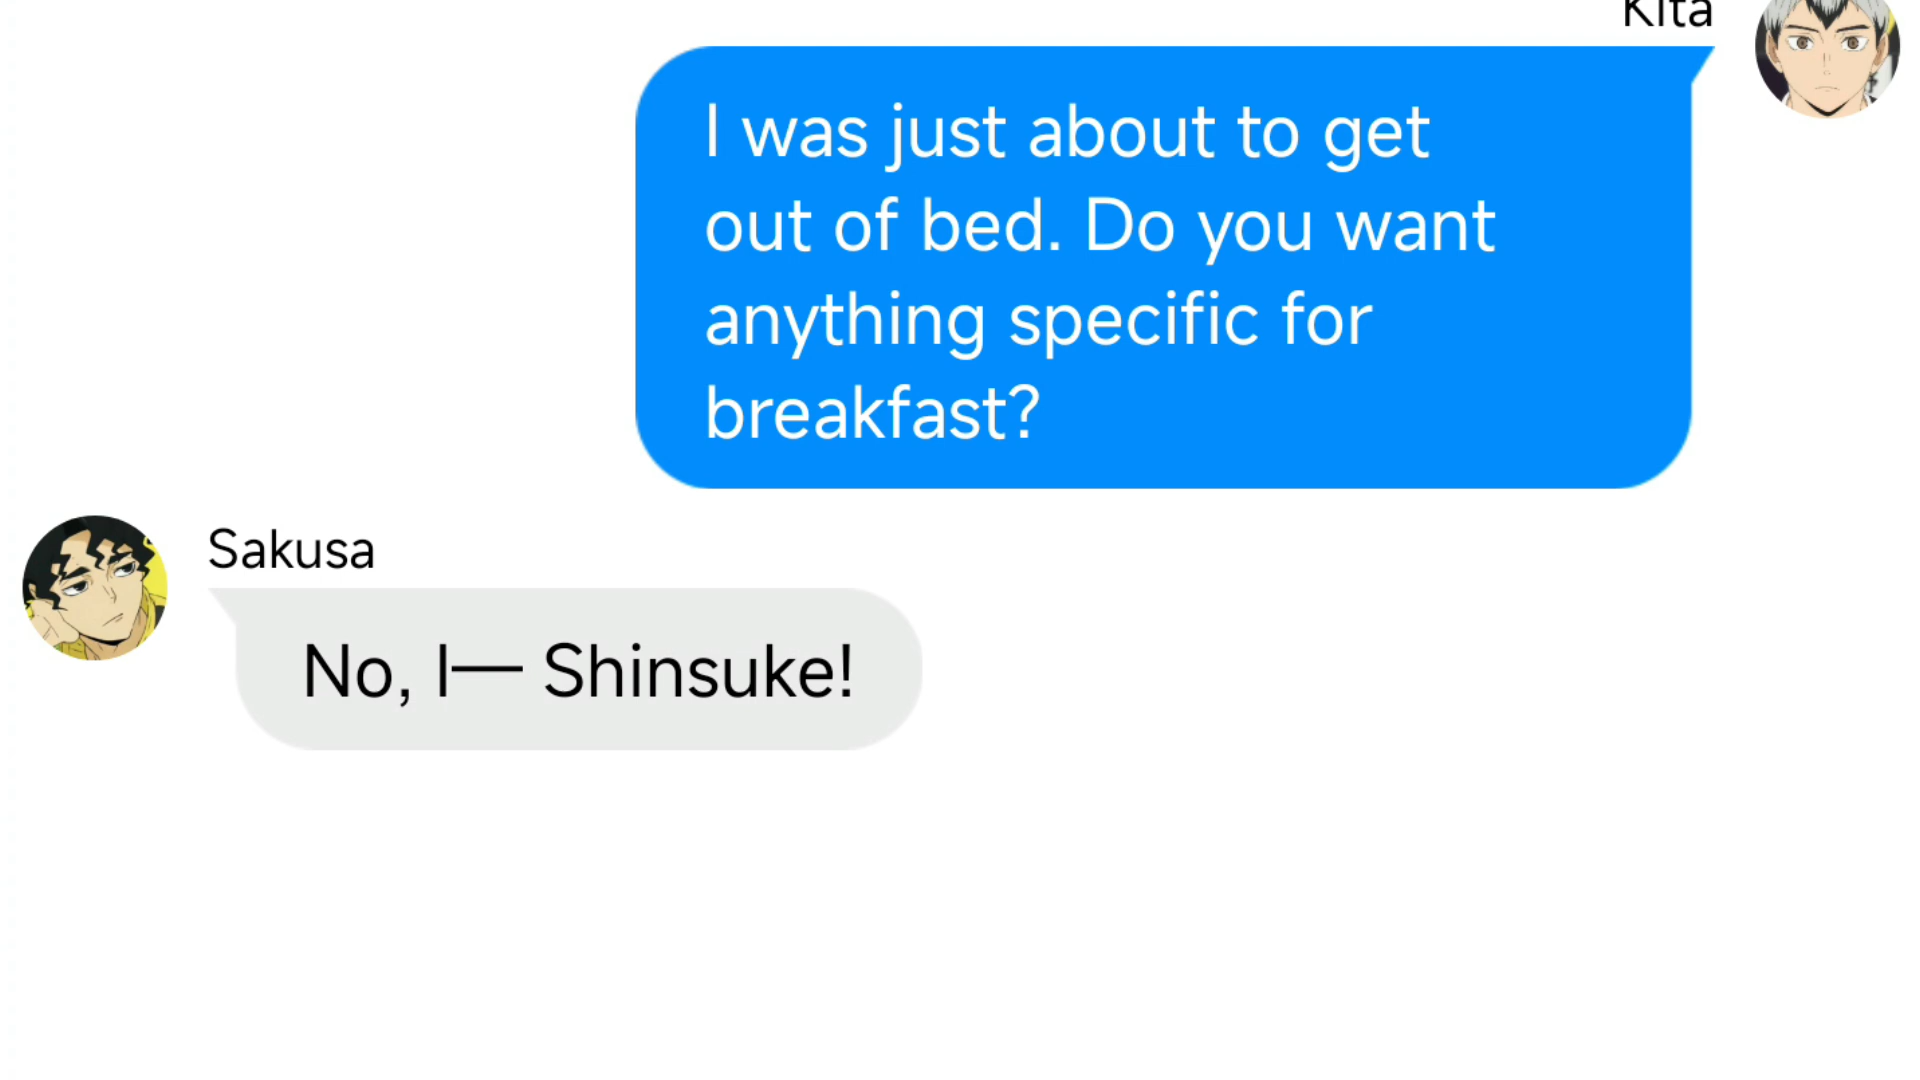 Kita
I was just about to get
out of bed. Do you want
anything specific for
breakfast?
Sakusa
No, I— Shinsuke!